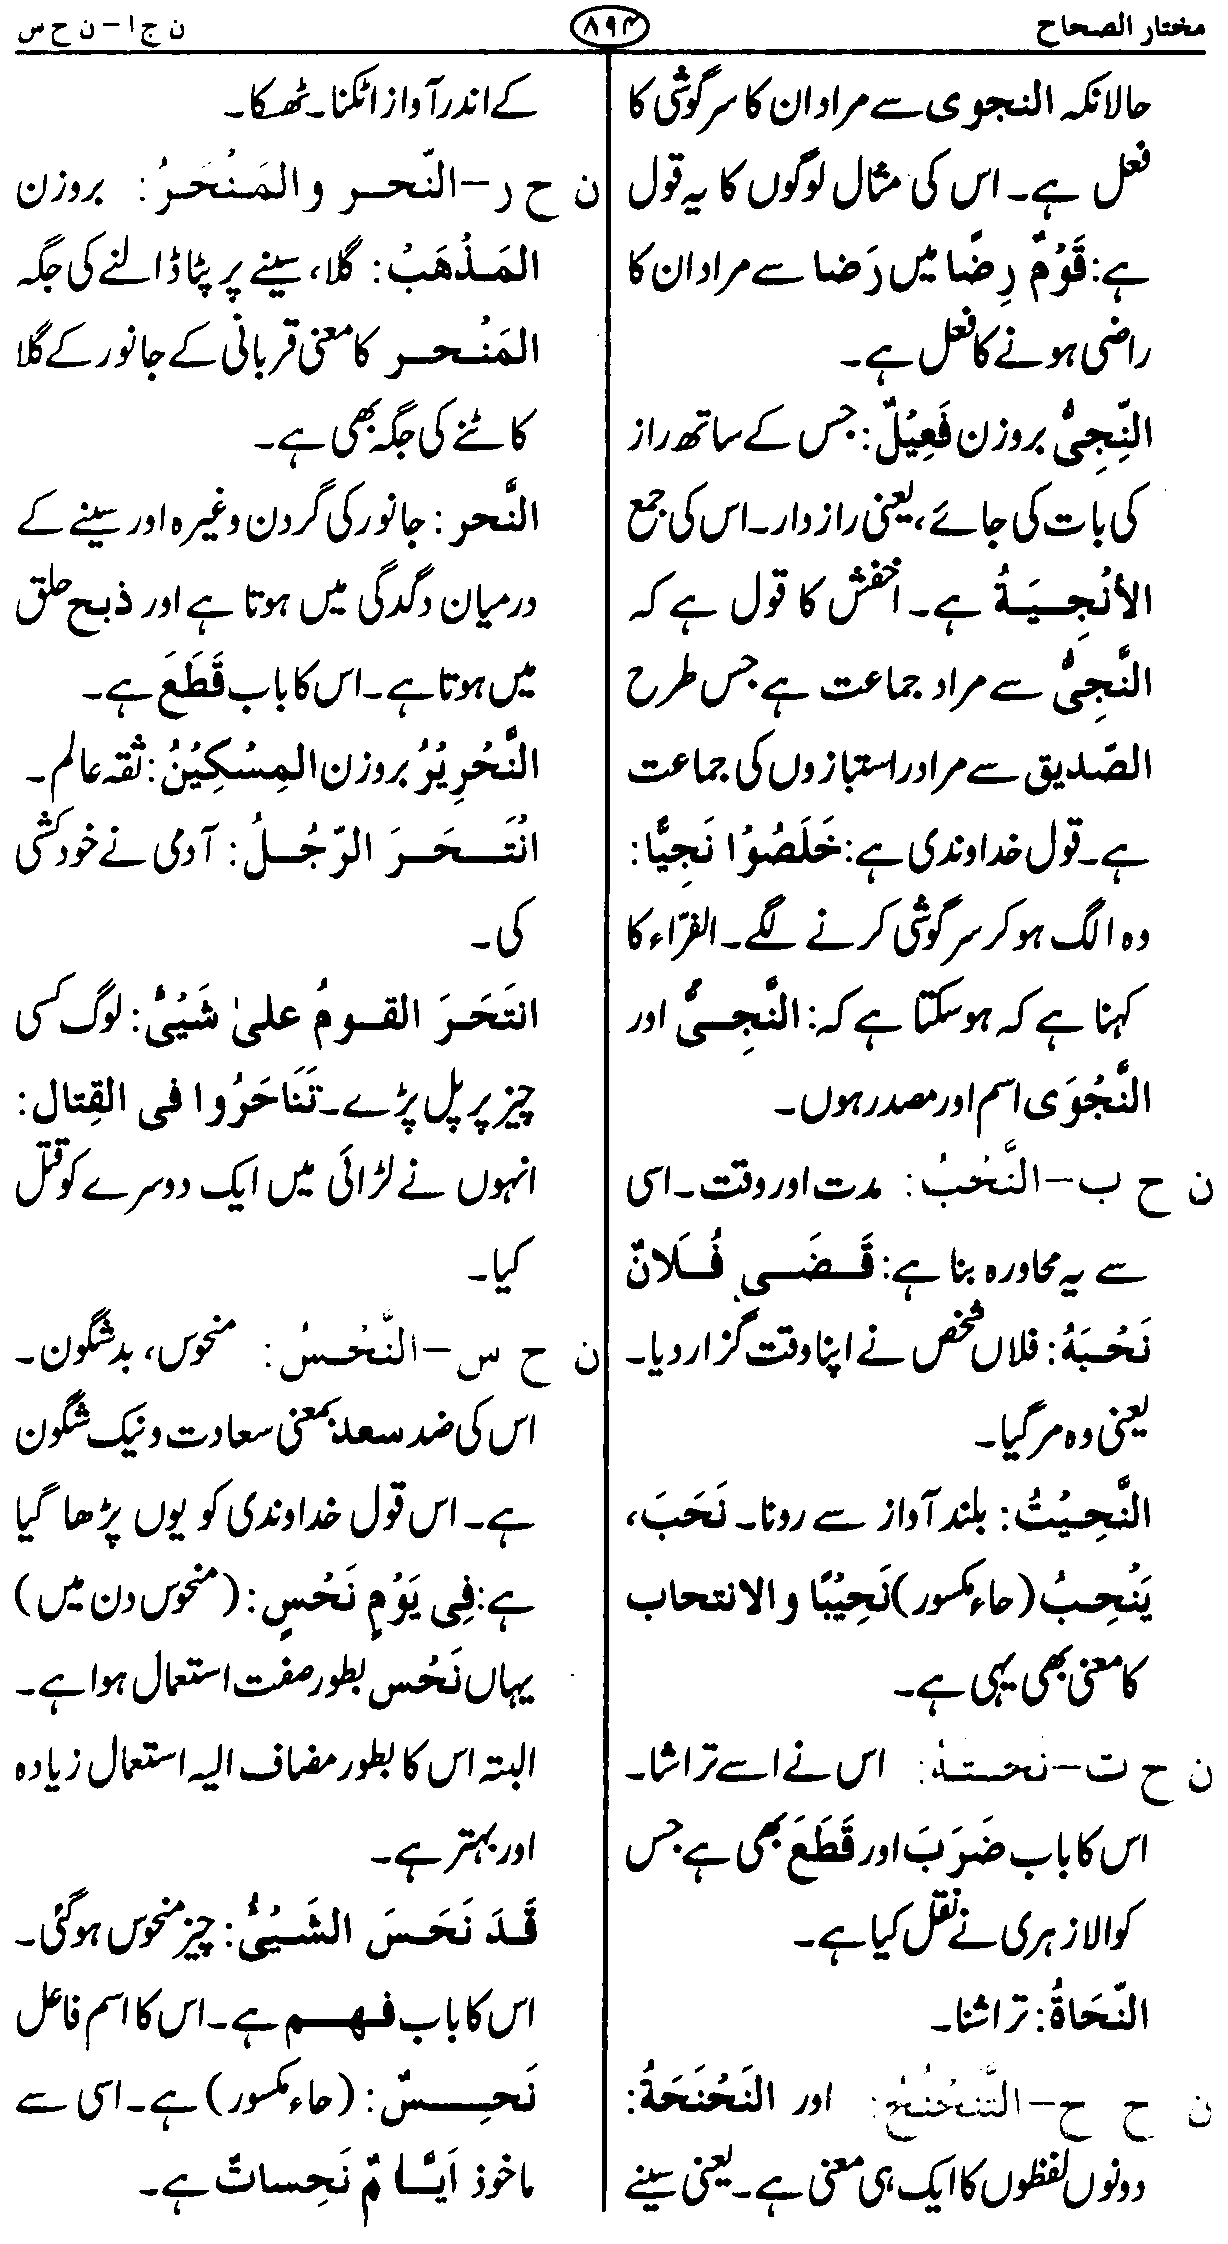 مختار الصحاح
۸۹۴
ن ج ا – ن ح س
حالانکہ النجوی سے مراد ان کا سرگوشی کا
فعل ہے۔ اس کی مثال لوگوں کا یہ قول
ہے: قَوْمٌ رِضًا میں رَضا سے مراد ان کا
راضی ہونے کا فعل ہے۔
النِّجِیُّ بروزن فَعِیْلٌ: جس کے ساتھ راز
کی بات کی جائے، یعنی رازدار۔ اس کی جمع
الأنْجِیَةُ ہے۔ اخفش کا قول ہے کہ
النَّجِیُّ سے مراد جماعت ہے جس طرح
الصّدیق سے مراد راستبازوں کی جماعت
ہے۔ قول خداوندی ہے: خَلَصُوْا نَجِیًّا:
وہ الگ ہو کر سرگوشی کرنے لگے۔ الفرّاء کا
کہنا ہے کہ ہوسکتا ہے کہ: النَّجِیُّ اور
النَّجْوَی اسم اور مصدر ہوں۔
ن ح ب – النَّحْبُ: مدت اور وقت۔ اسی
سے یہ محاورہ بنا ہے: قَضَی فُلَانٌ
نَحْبَهُ: فلاں شخص نے اپنا وقت گزار دیا۔
یعنی وہ مر گیا۔
النَّحِیْبُ: بلند آواز سے رونا۔ نَحَبَ،
یَنْحِبُ (حاء مکسور) نَحِیْبًا و الانتحاب
کا معنی بھی یہی ہے۔
ن ح ت – نحتهُ: اس نے اسے تراشا۔
اس کا باب ضَرَبَ اور قَطَعَ بھی ہے جس
کو الازہری نے نقل کیا ہے۔
النّحَاةُ: تراشنا۔
ن ح ح – التَّنَحْنُحُ: اور النَحْنَحَةُ:
دونوں لفظوں کا ایک ہی معنی ہے۔ یعنی سینے
کے اندر آواز اٹکنا۔ ٹھسکا۔
ن ح ر – النّحر و المَنْحَرُ: بروزن
المَذْهَبُ: گلا، سینے پر پٹا ڈالنے کی جگہ
المَنْحر کا معنی قربانی کے جانور کے گلا
کاٹنے کی جگہ بھی ہے۔
النَّحر: جانور کی گردن وغیرہ اور سینے کے
درمیان دگدگی میں ہوتا ہے اور ذبح حلق
میں ہوتا ہے۔ اس کا باب قَطَعَ ہے۔
النَّحْرِیْرُ بروزن المِسْکِیْنُ: ثقہ عالم۔
انْتَحَرَ الرّجُلُ: آدمی نے خودکشی
کی۔
انتَحَرَ القومُ علیٰ شَیْیُٔ: لوگ کسی
چیز پر پل پڑے۔ تَنَاحَرُوا فی القِتال:
انہوں نے لڑائی میں ایک دوسرے کو قتل
کیا۔
ن ح س – النَّحْسُ: منحوس، بدشگون۔
اس کی ضد سعد بمعنی سعادت و نیک شگون
ہے۔ اس قول خداوندی کو یوں پڑھا گیا
ہے: فِی یَوْمٍ نَحْسٍ: (منحوس دن میں)
یہاں نَحْس بطور صفت استعمال ہوا ہے۔
البتہ اس کا بطور مضاف الیہ استعمال زیادہ
اور بہتر ہے۔
قَدَ نَحَسَ الشَیْیُٔ: چیز منحوس ہوگئی۔
اس کا باب فهم ہے۔ اس کا اسم فاعل
نَحِسٌ: (حاء مکسور) ہے۔ اسی سے
ماخوذ اَیَّامٌ نَحِساتٌ ہے۔